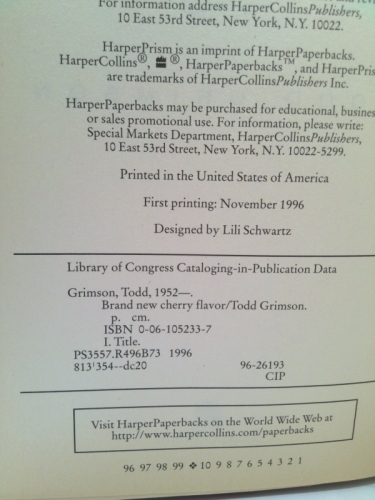 For information address HarperCollinsPublishers,
10 East 53rd Street, New York, N.Y. 10022.
HarperPrism is an imprint of HarperPaperbacks.
HarperCollins®, ®, HarperPaperbacks™, and HarperPris
are trademarks of HarperCollinsPublishers Inc.
HarperPaperbacks may be purchased for educational, busines
or sales promotional use. For information, please write:
Special Markets Department, HarperCollinsPublishers,
10 East 53rd Street, New York, N.Y. 10022-5299.
Printed in the United States of America
First printing: November 1996
Designed by Lili Schwartz
Library of Congress Cataloging-in-Publication Data
Grimson, Todd, 1952—.
Brand new cherry flavor/Todd Grimson.
p. cm.
ISBN 0-06-105233-7
I. Title.
PS3557.R496B73 1996
813'354--dc20 96-26193
CIP
Visit HarperPaperbacks on the World Wide Web at
http://www.harpercollins.com/paperbacks
96 97 98 99 ❖ 10 9 8 7 6 5 4 3 2 1